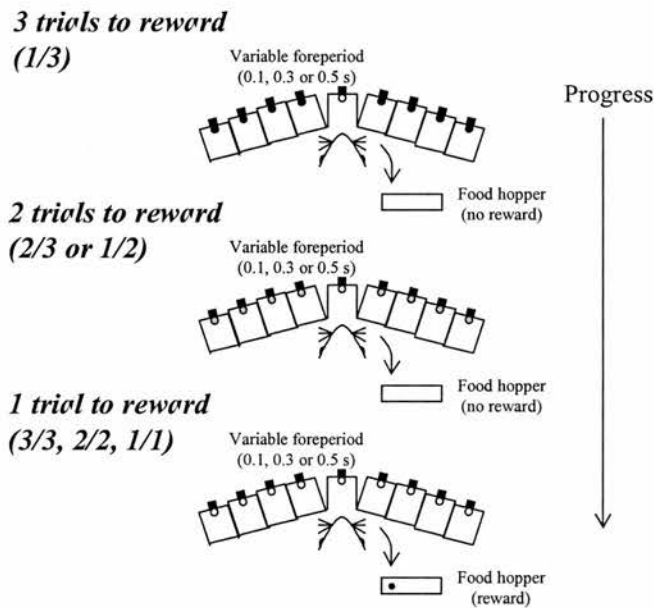 3 trials to reward
(1/3)
Variable foreperiod
(0.1, 0.3 or 0.5 s)
Progress
Food hopper
(no reward)
2 trials to reward
(2/3 or 1/2)
Variable foreperiod
(0.1, 0.3 or 0.5 s)
Food hopper
(no reward)
1 trial to reward
(3/3, 2/2, 1/1)
Variable foreperiod
(0.1, 0.3 or 0.5 s)
Food hopper
(reward)